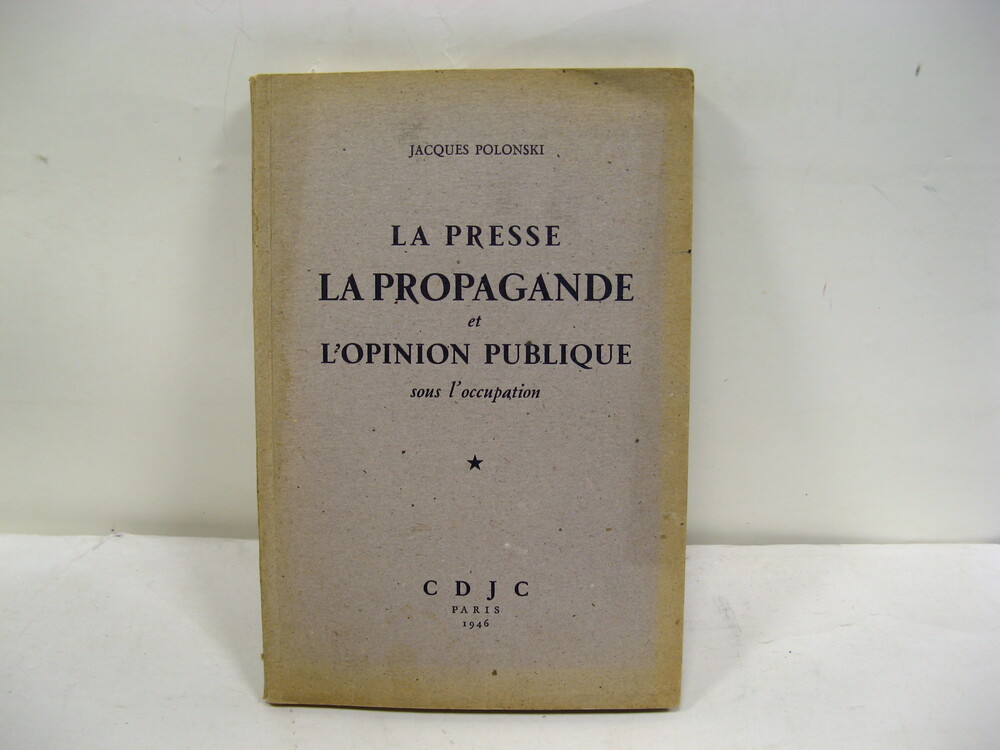 JACQUES POLONSKI
LA PRESSE
LA PROPAGANDE
et
L'OPINION PUBLIQUE
sous l'occupation
★
C D J C
PARIS
1946